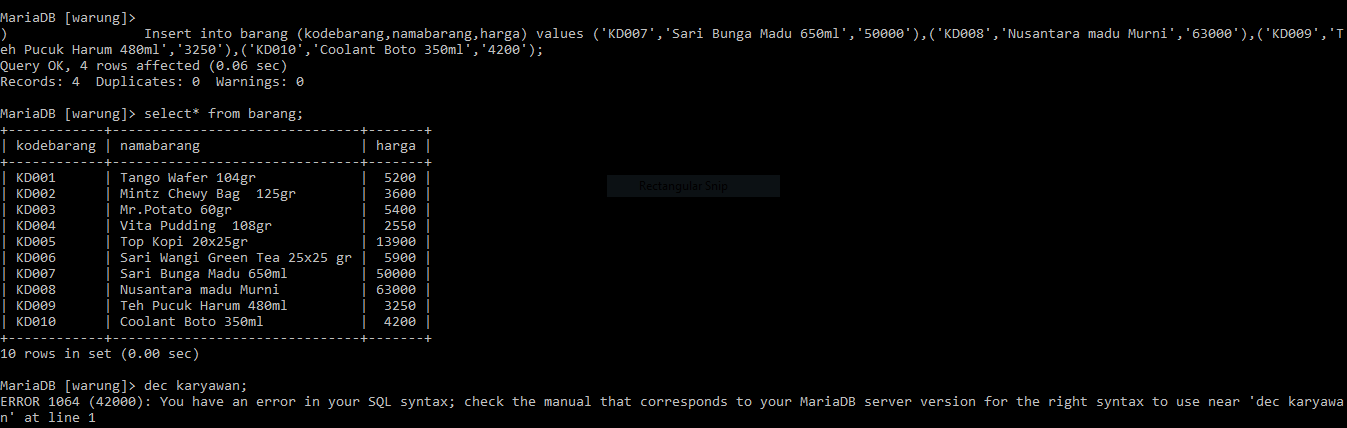 MariaDB [warung]>
)                 Insert into barang (kodebarang,namabarang,harga) values ('KD007','Sari Bunga Madu 650ml','50000'),('KD008','Nusantara madu Murni','63000'),('KD009','T
eh Pucuk Harum 480ml','3250'),('KD010','Coolant Boto 350ml','4200');
Query OK, 4 rows affected (0.06 sec)
Records: 4  Duplicates: 0  Warnings: 0
MariaDB [warung]> select* from barang;
+------------+-------------------------------+-------+
| kodebarang | namabarang                    | harga |
+------------+-------------------------------+-------+
| KD001      | Tango Wafer 104gr             |  5200 |
| KD002      | Mintz Chewy Bag  125gr        |  3600 |
| KD003      | Mr.Potato 60gr                |  5400 |
| KD004      | Vita Pudding  108gr           |  2550 |
| KD005      | Top Kopi 20x25gr              | 13900 |
| KD006      | Sari Wangi Green Tea 25x25 gr |  5900 |
| KD007      | Sari Bunga Madu 650ml         | 50000 |
| KD008      | Nusantara madu Murni          | 63000 |
| KD009      | Teh Pucuk Harum 480ml         |  3250 |
| KD010      | Coolant Boto 350ml            |  4200 |
+------------+-------------------------------+-------+
Rectangular Snip
10 rows in set (0.00 sec)
MariaDB [warung]> dec karyawan;
ERROR 1064 (42000): You have an error in your SQL syntax; check the manual that corresponds to your MariaDB server version for the right syntax to use near 'dec karyawa
n' at line 1